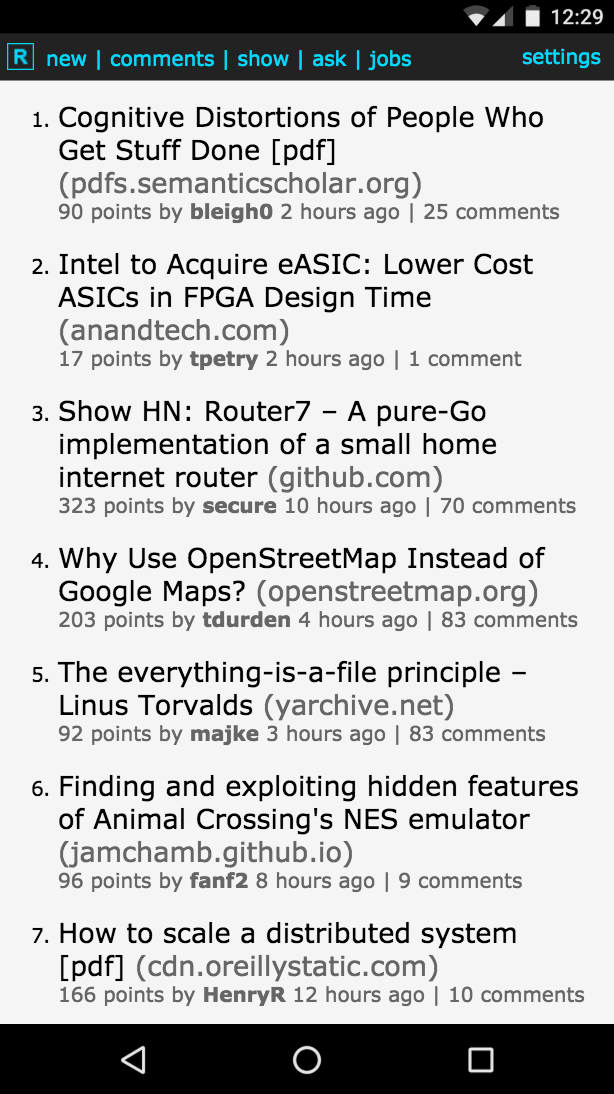 12:29
R new | comments | show | ask | jobs settings
1. Cognitive Distortions of People Who
Get Stuff Done [pdf]
(pdfs.semanticscholar.org)
90 points by bleigh0 2 hours ago | 25 comments
2. Intel to Acquire eASIC: Lower Cost
ASICs in FPGA Design Time
(anandtech.com)
17 points by tpetry 2 hours ago | 1 comment
3. Show HN: Router7 – A pure-Go
implementation of a small home
internet router (github.com)
323 points by secure 10 hours ago | 70 comments
4. Why Use OpenStreetMap Instead of
Google Maps? (openstreetmap.org)
203 points by tdurden 4 hours ago | 83 comments
5. The everything-is-a-file principle –
Linus Torvalds (yarchive.net)
92 points by majke 3 hours ago | 83 comments
6. Finding and exploiting hidden features
of Animal Crossing's NES emulator
(jamchamb.github.io)
96 points by fanf2 8 hours ago | 9 comments
7. How to scale a distributed system
[pdf] (cdn.oreillystatic.com)
166 points by HenryR 12 hours ago | 10 comments